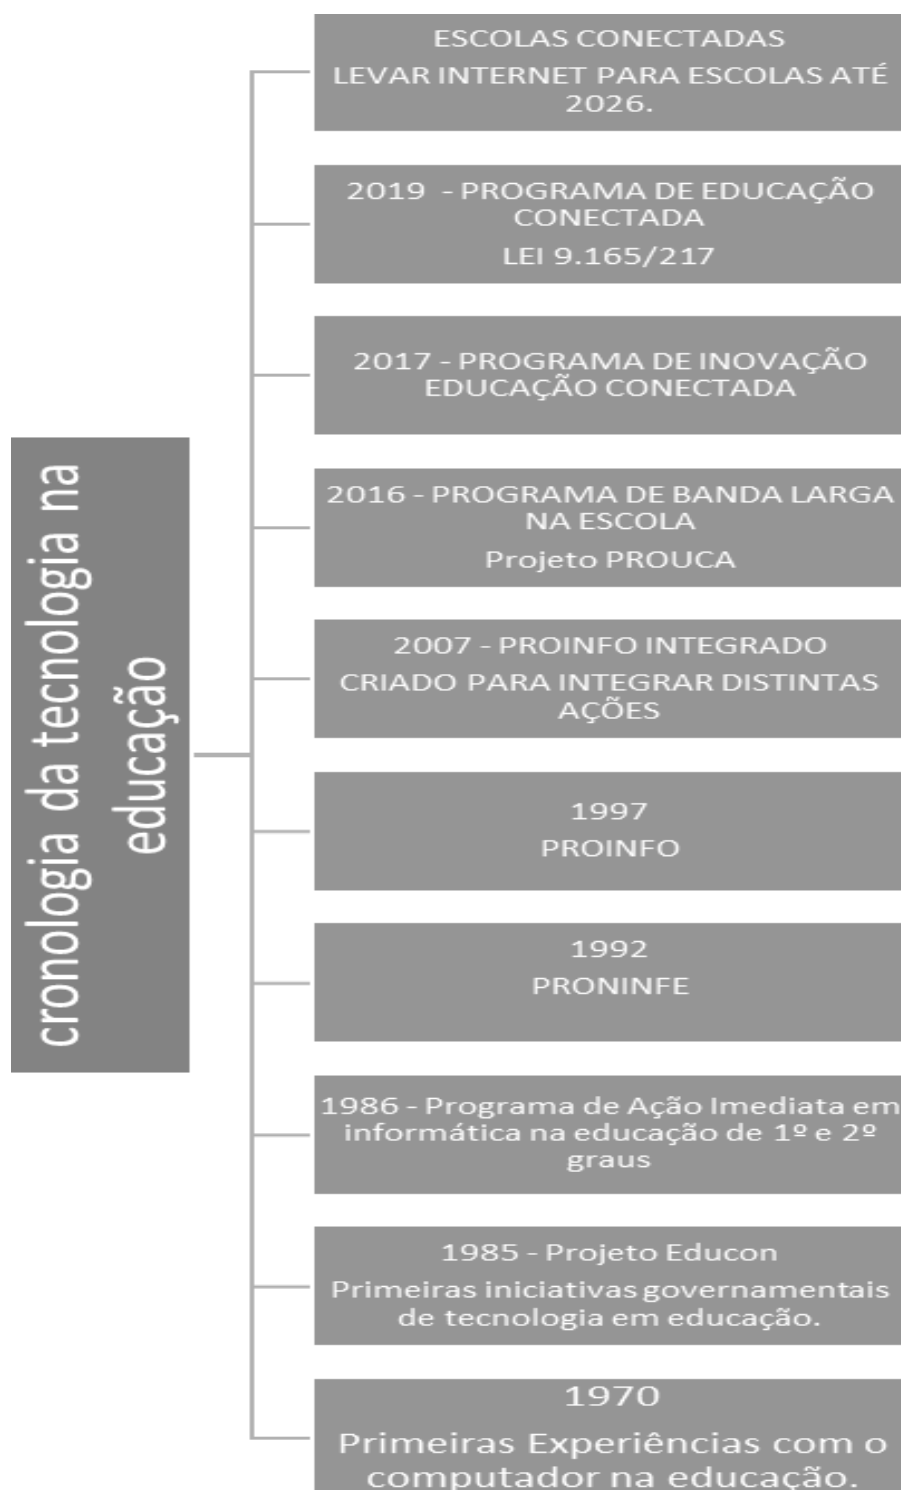 cronologia da tecnologia na
educação
ESCOLAS CONECTADAS
LEVAR INTERNET PARA ESCOLAS ATÉ
2026.
2019 - PROGRAMA DE EDUCAÇÃO
CONECTADA
LEI 9.165/217
2017 - PROGRAMA DE INOVAÇÃO
EDUCAÇÃO CONECTADA
2016 - PROGRAMA DE BANDA LARGA
NA ESCOLA
Projeto PROUCA
2007 - PROINFO INTEGRADO
CRIADO PARA INTEGRAR DISTINTAS
AÇÕES
1997
PROINFO
1992
PRONINFE
1986 - Programa de Ação Imediata em
informática na educação de 1º e 2º
graus
1985 - Projeto Educon
Primeiras iniciativas governamentais
de tecnologia em educação.
1970
Primeiras Experiências com o
computador na educação.